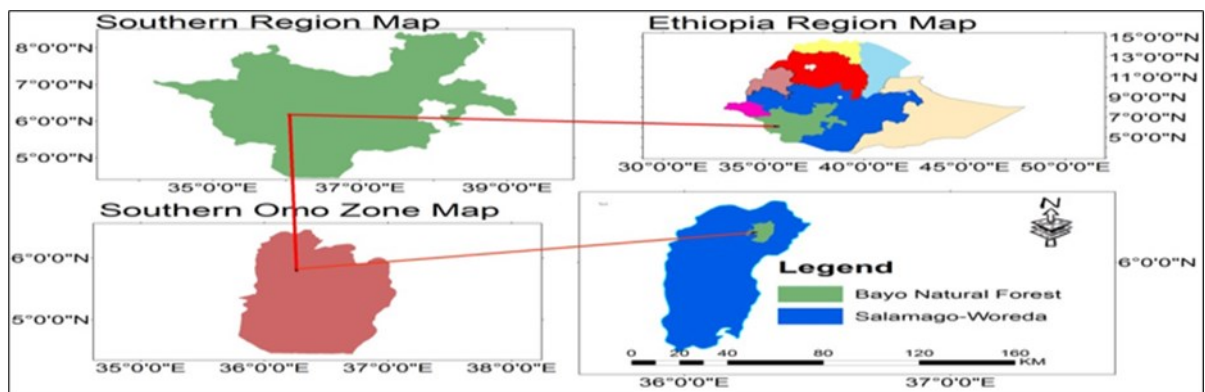 Southern Region Map
8°0'0"N
7°0'0"N
6°0'0"N
5°0'0"N
35°0'0"E 37°0'0"E 39°0'0"E
Ethiopia Region Map
15°0'0"N
13°0'0"N
11°0'0"N
9°0'0"N
7°0'0"N
5°0'0"N
30°0'0"E 35°0'0"E 40°0'0"E 45°0'0"E 50°0'0"E
Southern Omo Zone Map
6°0'0"N
5°0'0"N
35°0'0"E 36°0'0"E 37°0'0"E 38°0'0"E
N
6°0'0"N
Legend
Bayo Natural Forest
Salamago-Woreda
0 20 40 80 120 160
KM
36°0'0"E 37°0'0"E